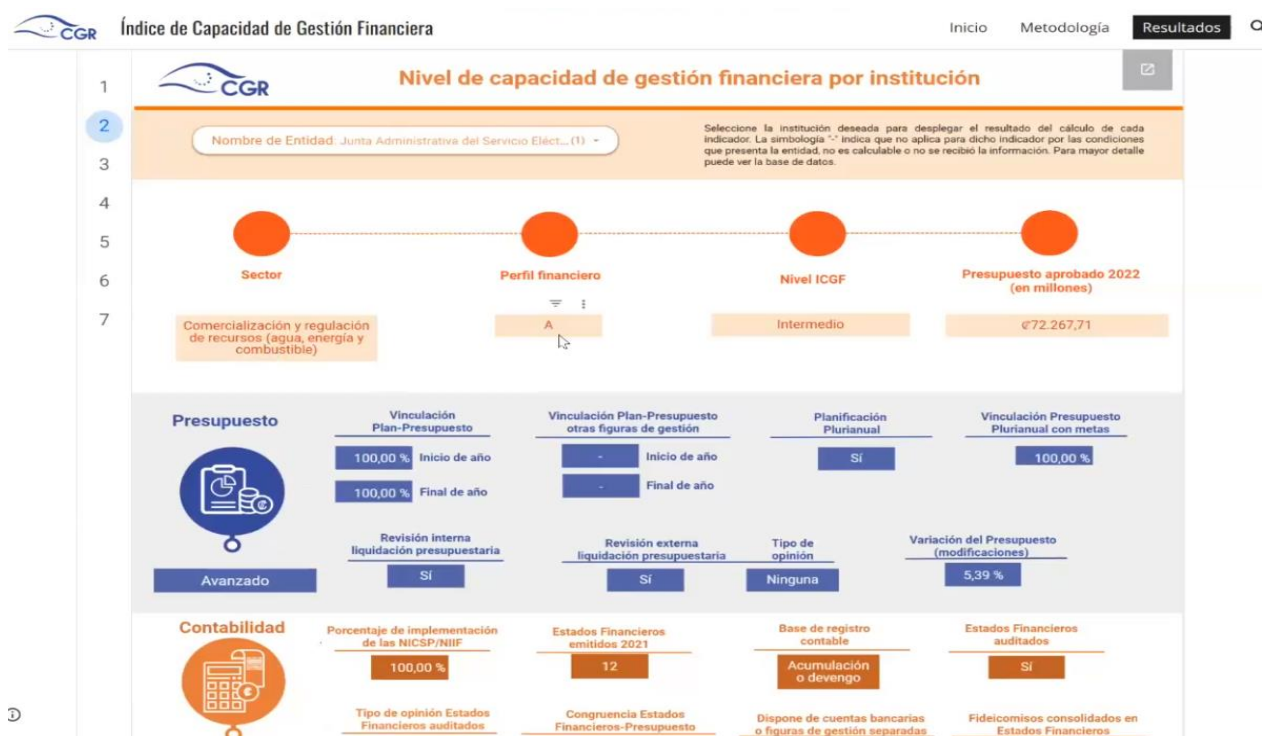 CGR Índice de Capacidad de Gestión Financiera Inicio Metodología Resultados
1
2
3
4
5
6
7
CGR
Nivel de capacidad de gestión financiera por institución
Nombre de Entidad: Junta Administrativa del Servicio Eléct... (1)
Seleccione la institución deseada para desplegar el resultado del cálculo de cada
indicador. La simbología "-" indica que no aplica para dicho indicador por las condiciones
que presenta la entidad, no es calculable o no se recibió la información. Para mayor detalle
puede ver la base de datos.
Sector
Perfil financiero
Nivel ICGF
Presupuesto aprobado 2022
(en millones)
Comercialización y regulación
de recursos (agua, energía y
combustible)
A
Intermedio
₡72.267,71
Presupuesto
Avanzado
Vinculación
Plan-Presupuesto
100,00 % Inicio de año
100,00 % Final de año
Vinculación Plan-Presupuesto
otras figuras de gestión
- Inicio de año
- Final de año
Planificación
Plurianual
Sí
Vinculación Presupuesto
Plurianual con metas
100,00 %
Revisión interna
liquidación presupuestaria
Sí
Revisión externa
liquidación presupuestaria
Sí
Tipo de
opinión
Ninguna
Variación del Presupuesto
(modificaciones)
5,39 %
Contabilidad
Porcentaje de implementación
de las NICSP/NIIF
100,00 %
Estados Financieros
emitidos 2021
12
Base de registro
contable
Acumulación
o devengo
Estados Financieros
auditados
Sí
Tipo de opinión Estados
Financieros auditados
Congruencia Estados
Financieros-Presupuesto
Dispone de cuentas bancarias
o figuras de gestión separadas
Fideicomisos consolidados en
Estados Financieros